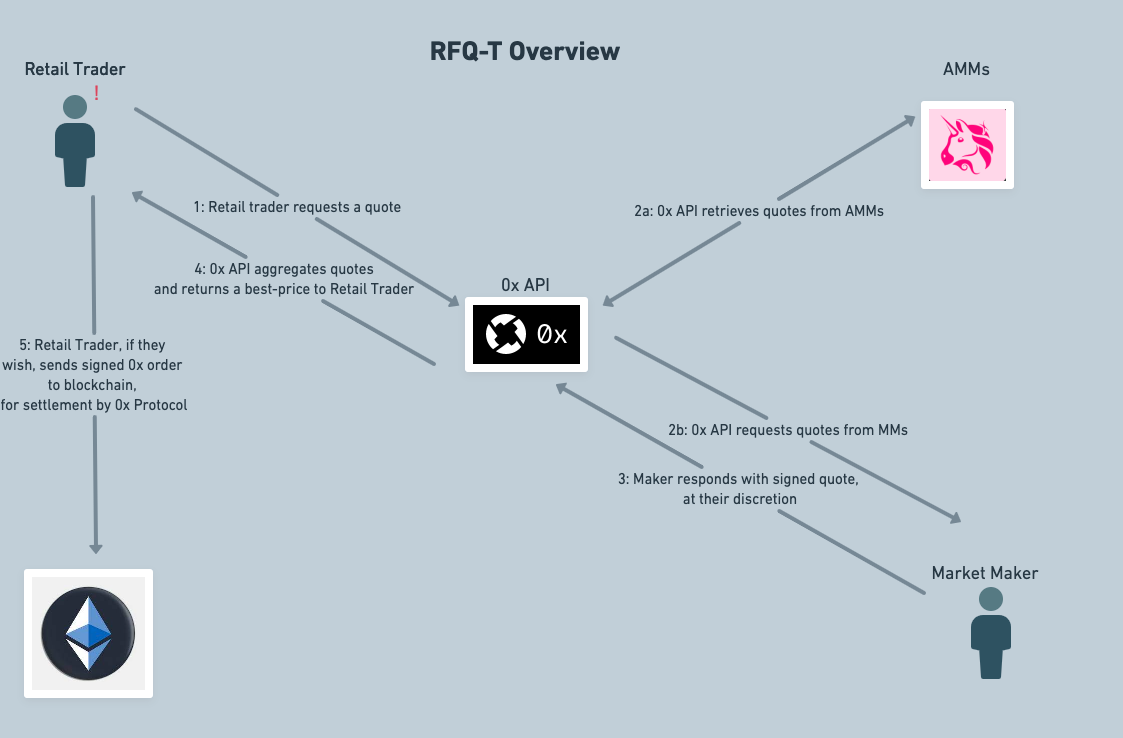 RFQ-T Overview
Retail Trader
!
AMMs
1: Retail trader requests a quote
2a: 0x API retrieves quotes from AMMs
4: 0x API aggregates quotes
and returns a best-price to Retail Trader
0x API
0x
5: Retail Trader, if they
wish, sends signed 0x order
to blockchain,
for settlement by 0x Protocol
2b: 0x API requests quotes from MMs
3: Maker responds with signed quote,
at their discretion
Market Maker